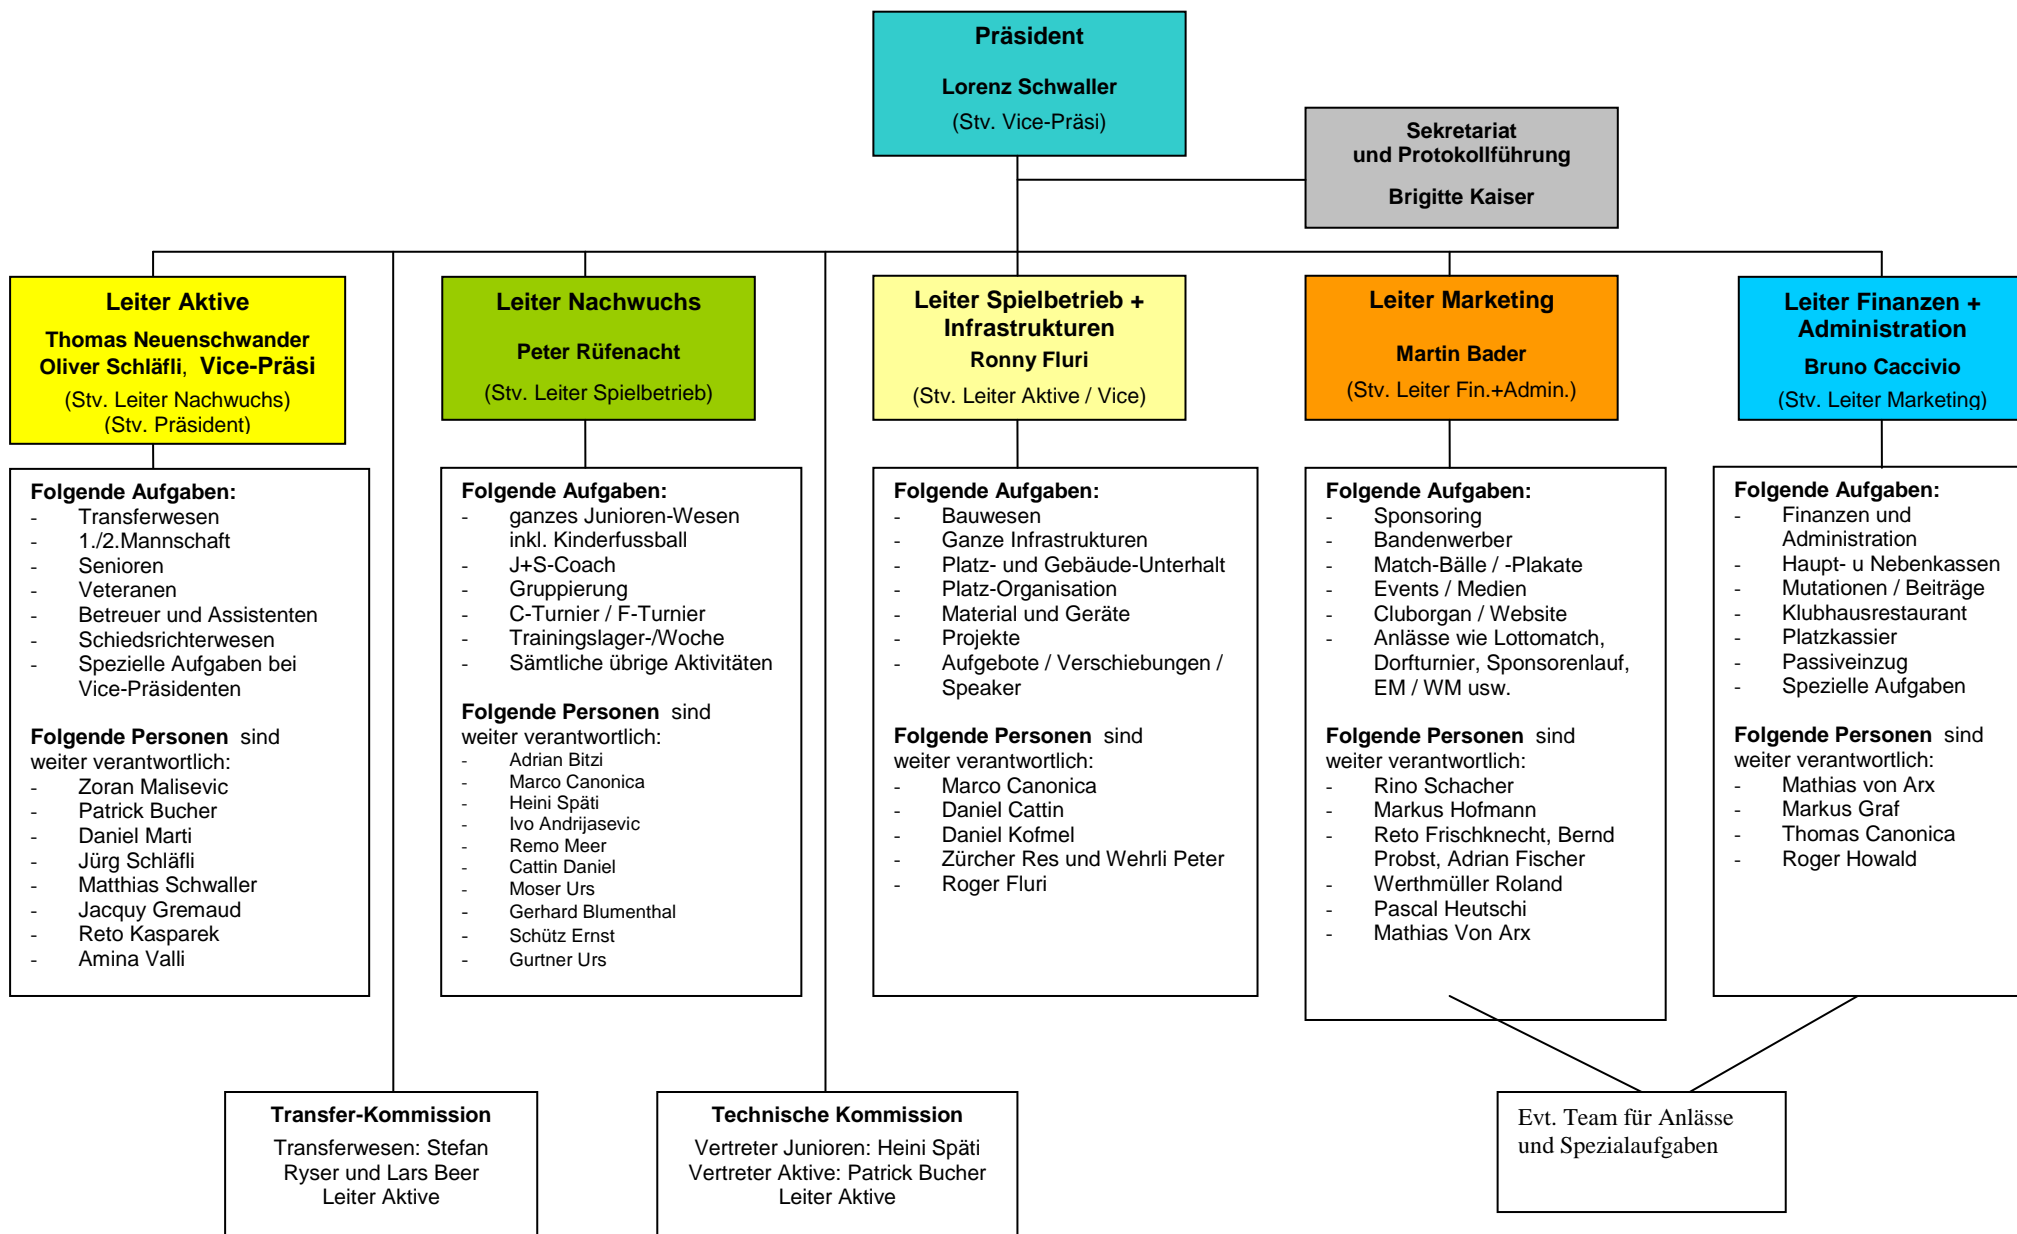 Präsident
Lorenz Schwaller
(Stv. Vice-Präsi)
Sekretariat
und Protokollführung
Brigitte Kaiser
Leiter Aktive
Thomas Neuenschwander
Oliver Schläfli, Vice-Präsi
(Stv. Leiter Nachwuchs)
(Stv. Präsident)
Leiter Nachwuchs
Peter Rüfenacht
(Stv. Leiter Spielbetrieb)
Leiter Spielbetrieb +
Infrastrukturen
Ronny Fluri
(Stv. Leiter Aktive / Vice)
Leiter Marketing
Martin Bader
(Stv. Leiter Fin.+Admin.)
Leiter Finanzen +
Administration
Bruno Caccivio
(Stv. Leiter Marketing)
Folgende Aufgaben:
- Transferwesen
- 1./2.Mannschaft
- Senioren
- Veteranen
- Betreuer und Assistenten
- Schiedsrichterwesen
- Spezielle Aufgaben bei
Vice-Präsidenten
Folgende Personen sind
weiter verantwortlich:
- Zoran Malisevic
- Patrick Bucher
- Daniel Marti
- Jürg Schläfli
- Matthias Schwaller
- Jacquy Gremaud
- Reto Kasparek
- Amina Valli
Folgende Aufgaben:
- ganzes Junioren-Wesen
inkl. Kinderfussball
- J+S-Coach
- Gruppierung
- C-Turnier / F-Turnier
- Trainingslager-/Woche
- Sämtliche übrige Aktivitäten
Folgende Personen sind
weiter verantwortlich:
- Adrian Bitzi
- Marco Canonica
- Heini Späti
- Ivo Andrijasevic
- Remo Meer
- Cattin Daniel
- Moser Urs
- Gerhard Blumenthal
- Schütz Ernst
- Gurtner Urs
Folgende Aufgaben:
- Bauwesen
- Ganze Infrastrukturen
- Platz- und Gebäude-Unterhalt
- Platz-Organisation
- Material und Geräte
- Projekte
- Aufgebote / Verschiebungen /
Speaker
Folgende Personen sind
weiter verantwortlich:
- Marco Canonica
- Daniel Cattin
- Daniel Kofmel
- Zürcher Res und Wehrli Peter
- Roger Fluri
Folgende Aufgaben:
- Sponsoring
- Bandenwerber
- Match-Bälle / -Plakate
- Events / Medien
- Cluborgan / Website
- Anlässe wie Lottomatch,
Dorfturnier, Sponsorenlauf,
EM / WM usw.
Folgende Personen sind
weiter verantwortlich:
- Rino Schacher
- Markus Hofmann
- Reto Frischknecht, Bernd
Probst, Adrian Fischer
- Werthmüller Roland
- Pascal Heutschi
- Mathias Von Arx
Folgende Aufgaben:
- Finanzen und
Administration
- Haupt- u Nebenkassen
- Mutationen / Beiträge
- Klubhausrestaurant
- Platzkassier
- Passiveinzug
- Spezielle Aufgaben
Folgende Personen sind
weiter verantwortlich:
- Mathias von Arx
- Markus Graf
- Thomas Canonica
- Roger Howald
Transfer-Kommission
Transferwesen: Stefan
Ryser und Lars Beer
Leiter Aktive
Technische Kommission
Vertreter Junioren: Heini Späti
Vertreter Aktive: Patrick Bucher
Leiter Aktive
Evt. Team für Anlässe
und Spezialaufgaben